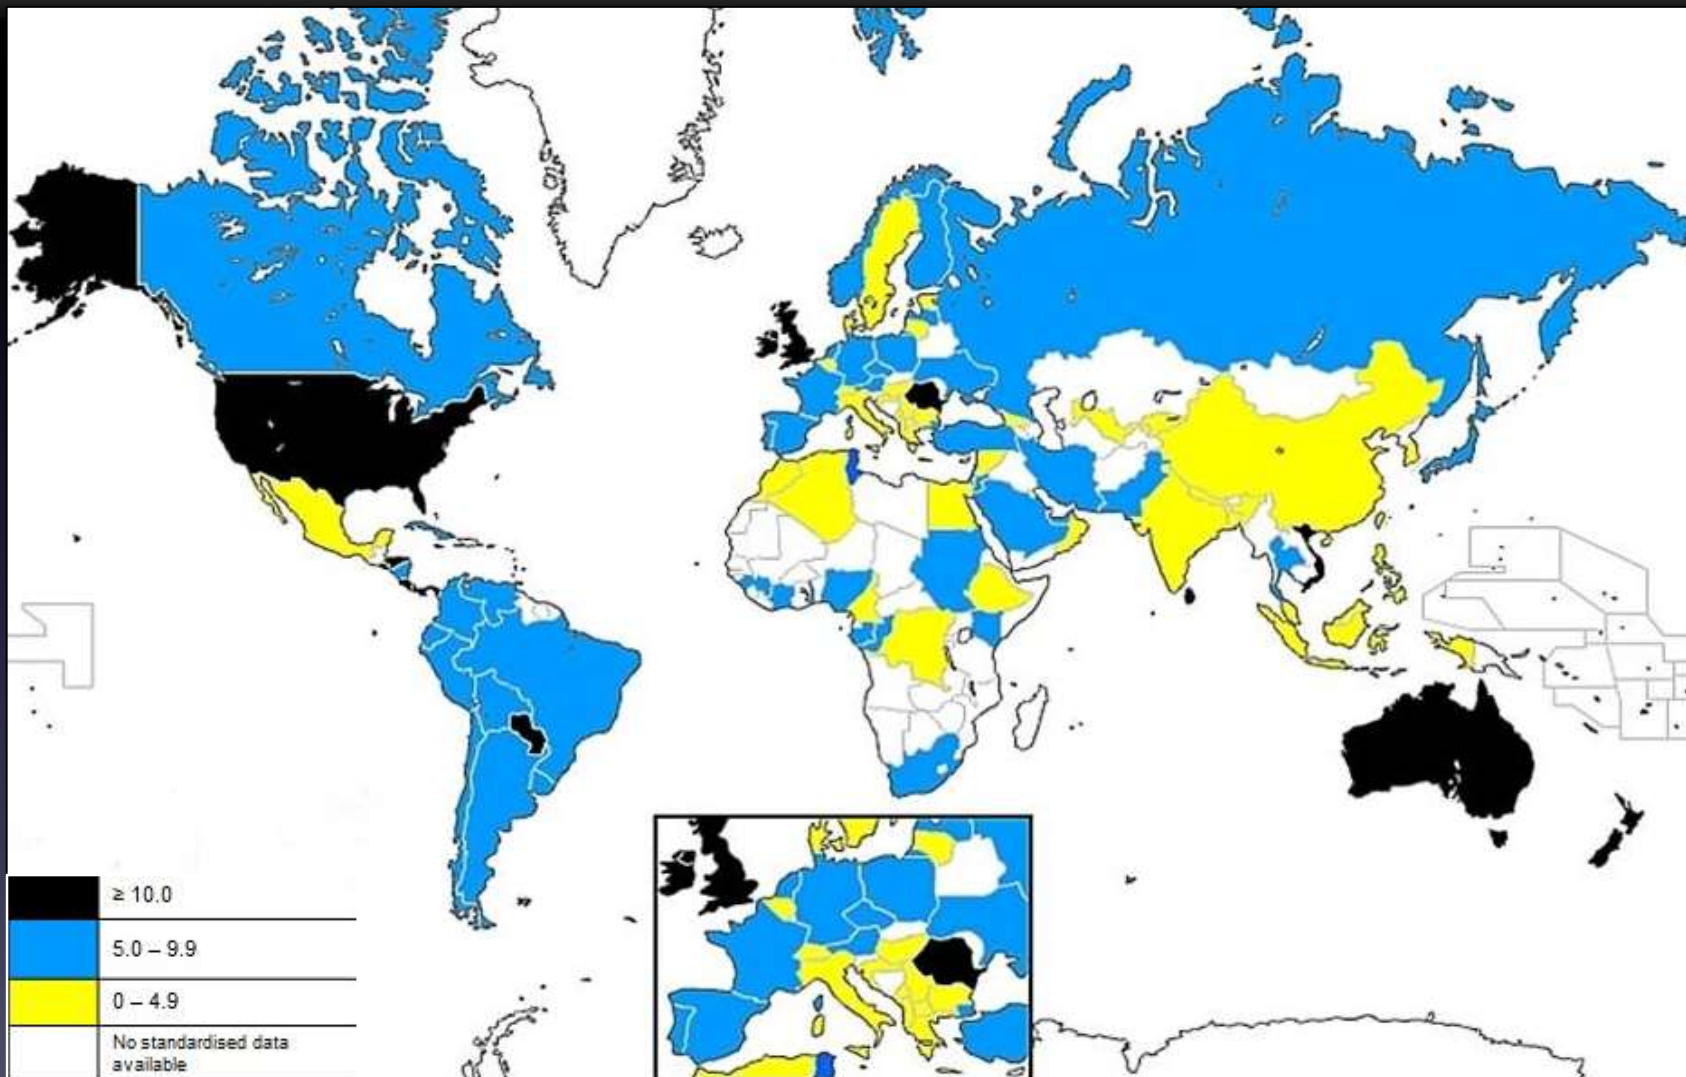 ≥ 10.0
5.0 – 9.9
0 – 4.9
No standardised data
available